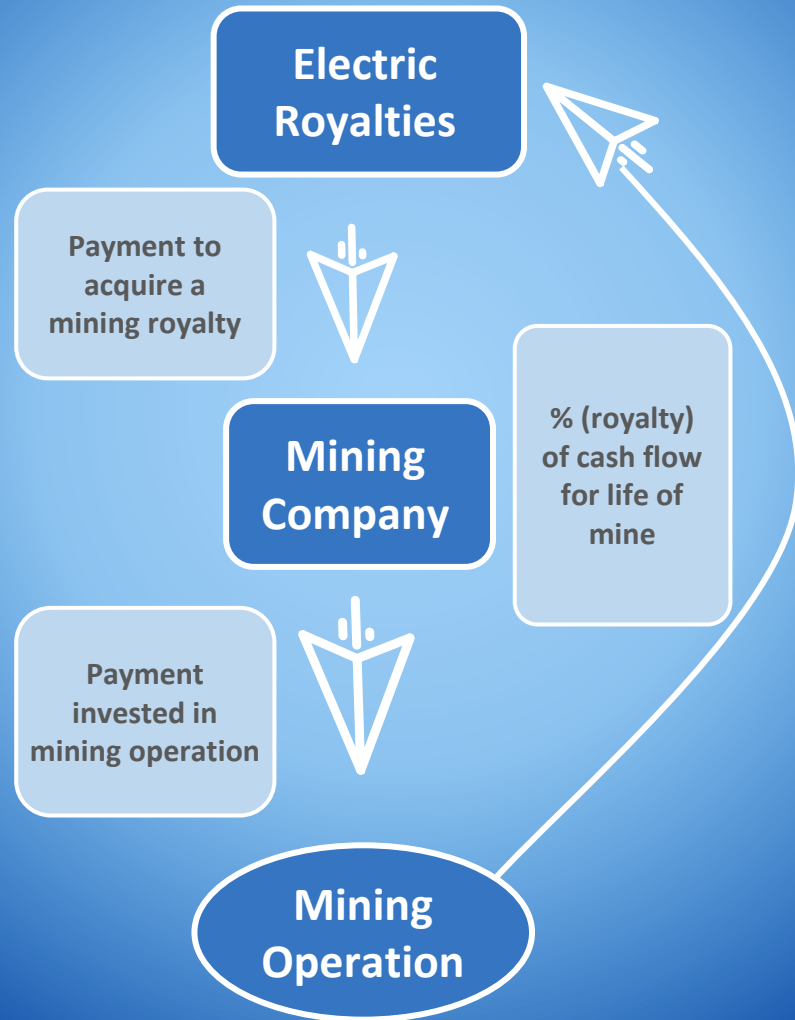 Electric
Royalties
Payment to
acquire a
mining royalty
Mining
Company
% (royalty)
of cash flow
for life of
mine
Payment
invested in
mining operation
Mining
Operation